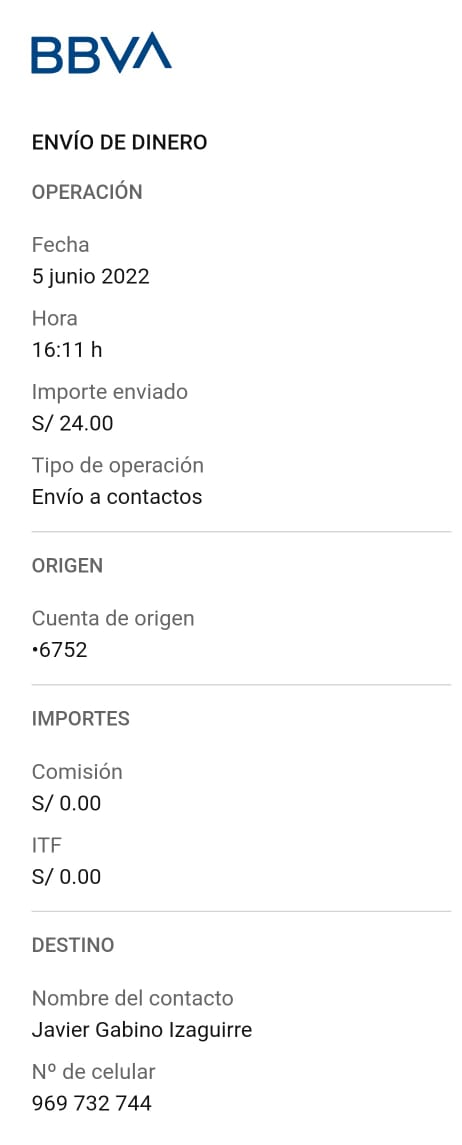 BBVA
ENVÍO DE DINERO
OPERACIÓN
Fecha
5 junio 2022
Hora
16:11 h
Importe enviado
S/ 24.00
Tipo de operación
Envío a contactos
ORIGEN
Cuenta de origen
•6752
IMPORTES
Comisión
S/ 0.00
ITF
S/ 0.00
DESTINO
Nombre del contacto
Javier Gabino Izaguirre
Nº de celular
969 732 744